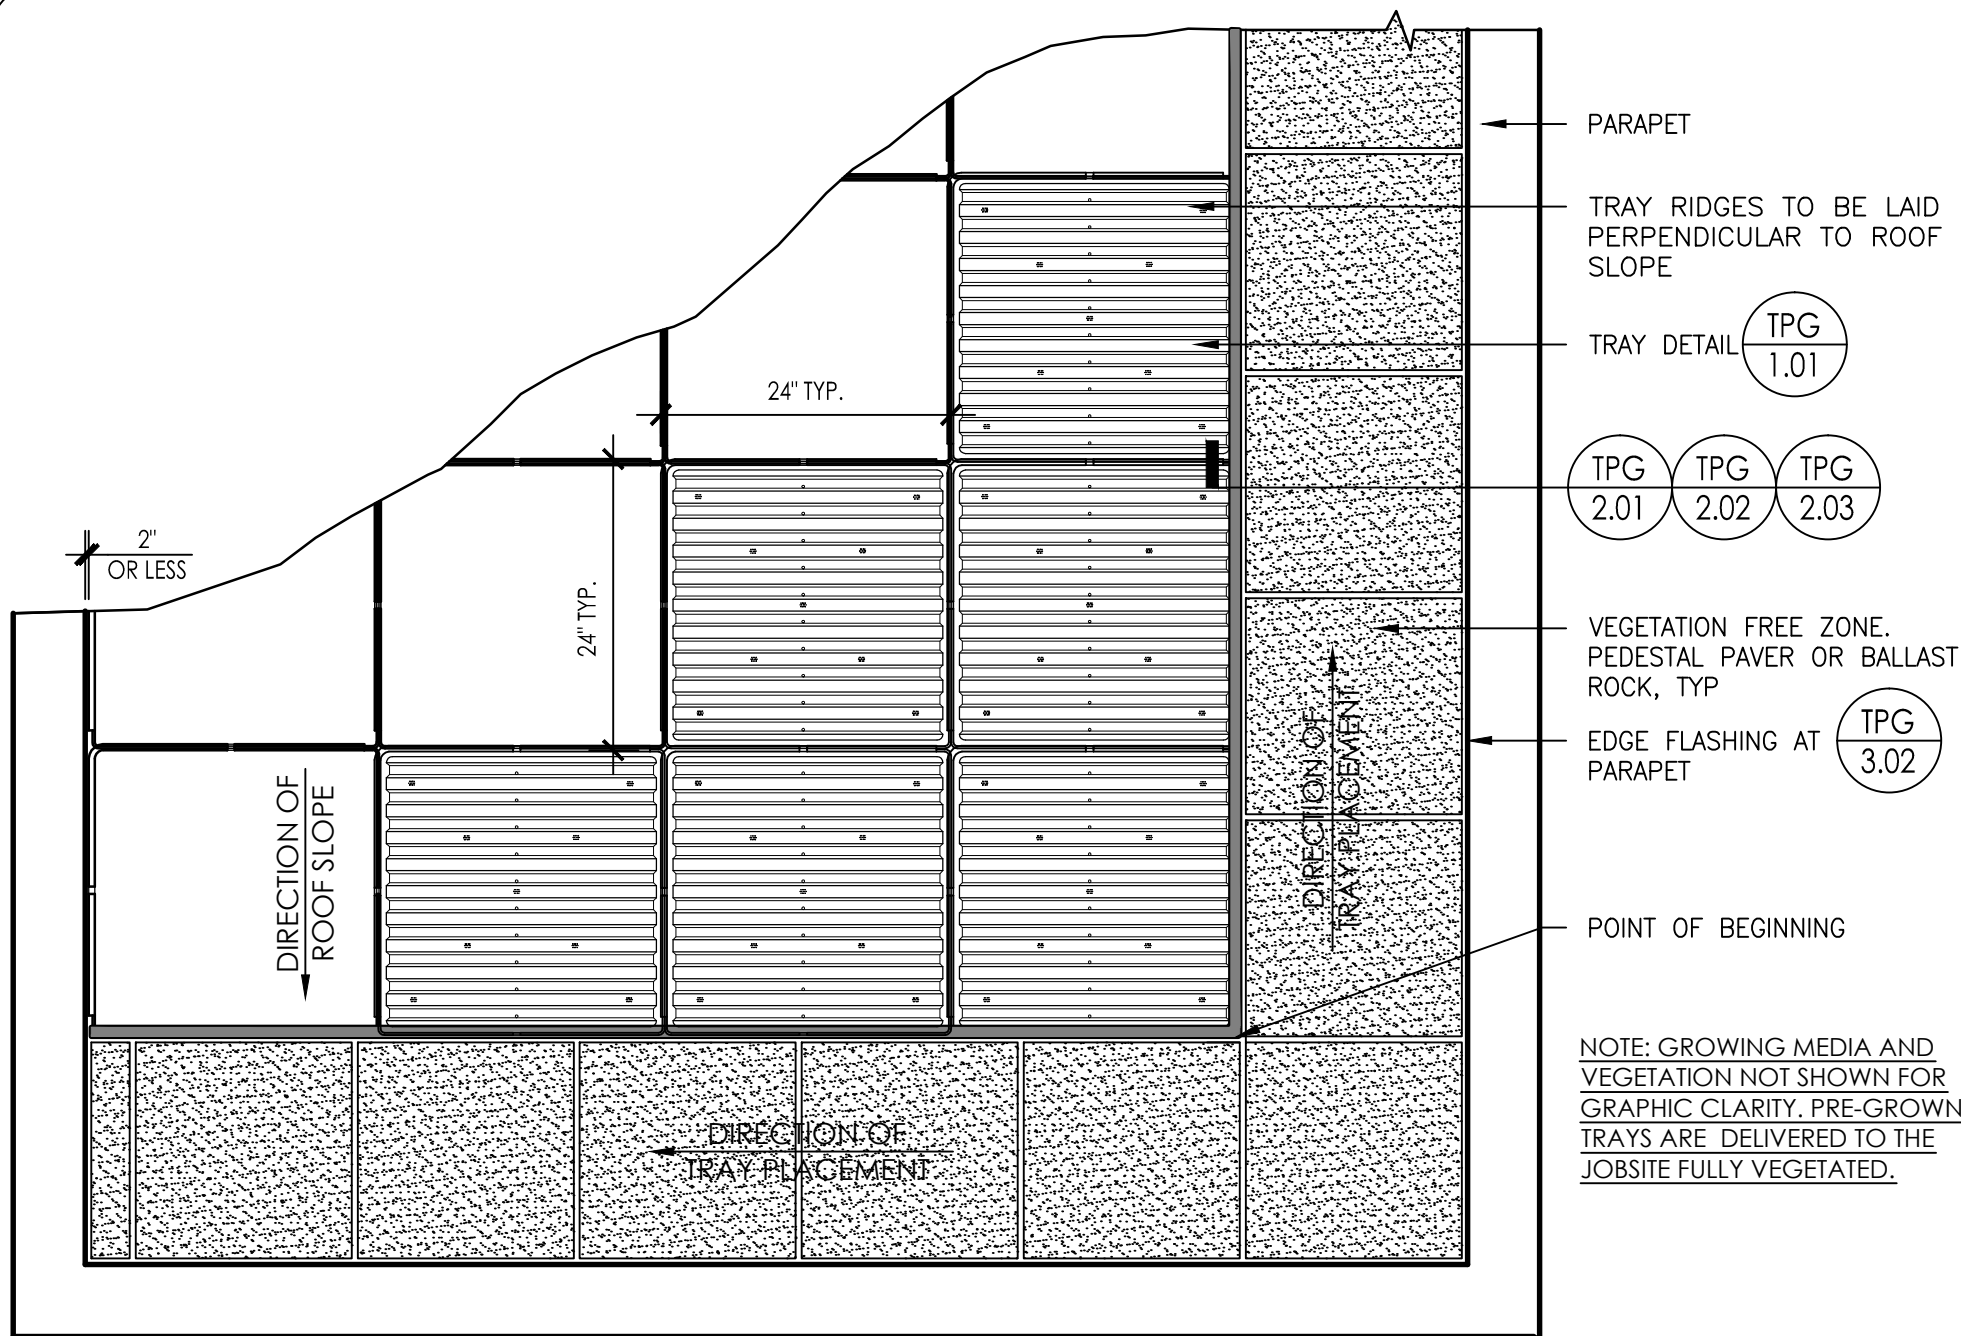 PARAPET
TRAY RIDGES TO BE LAID
PERPENDICULAR TO ROOF
SLOPE
TRAY DETAIL
TPG
1.01
24" TYP.
TPG
2.01
TPG
2.02
TPG
2.03
2"
OR LESS
24" TYP.
VEGETATION FREE ZONE.
PEDESTAL PAVER OR BALLAST
ROCK, TYP
EDGE FLASHING AT
PARAPET
TPG
3.02
DIRECTION OF
ROOF SLOPE
DIRECTION OF
TRAY PLACEMENT
POINT OF BEGINNING
DIRECTION OF
TRAY PLACEMENT
NOTE: GROWING MEDIA AND
VEGETATION NOT SHOWN FOR
GRAPHIC CLARITY. PRE-GROWN
TRAYS ARE DELIVERED TO THE
JOBSITE FULLY VEGETATED.